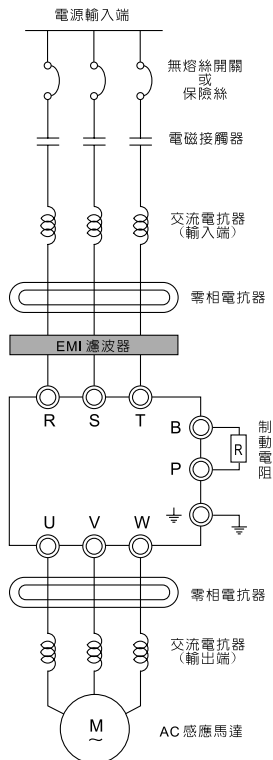 電源輸入端
無熔絲開關
或
保險絲
電磁接觸器
交流電抗器
(輸入端)
零相電抗器
EMI 濾波器
R S T
B
P
R
制動電阻
U V W
零相電抗器
交流電抗器
(輸出端)
M
~
AC 感應馬達